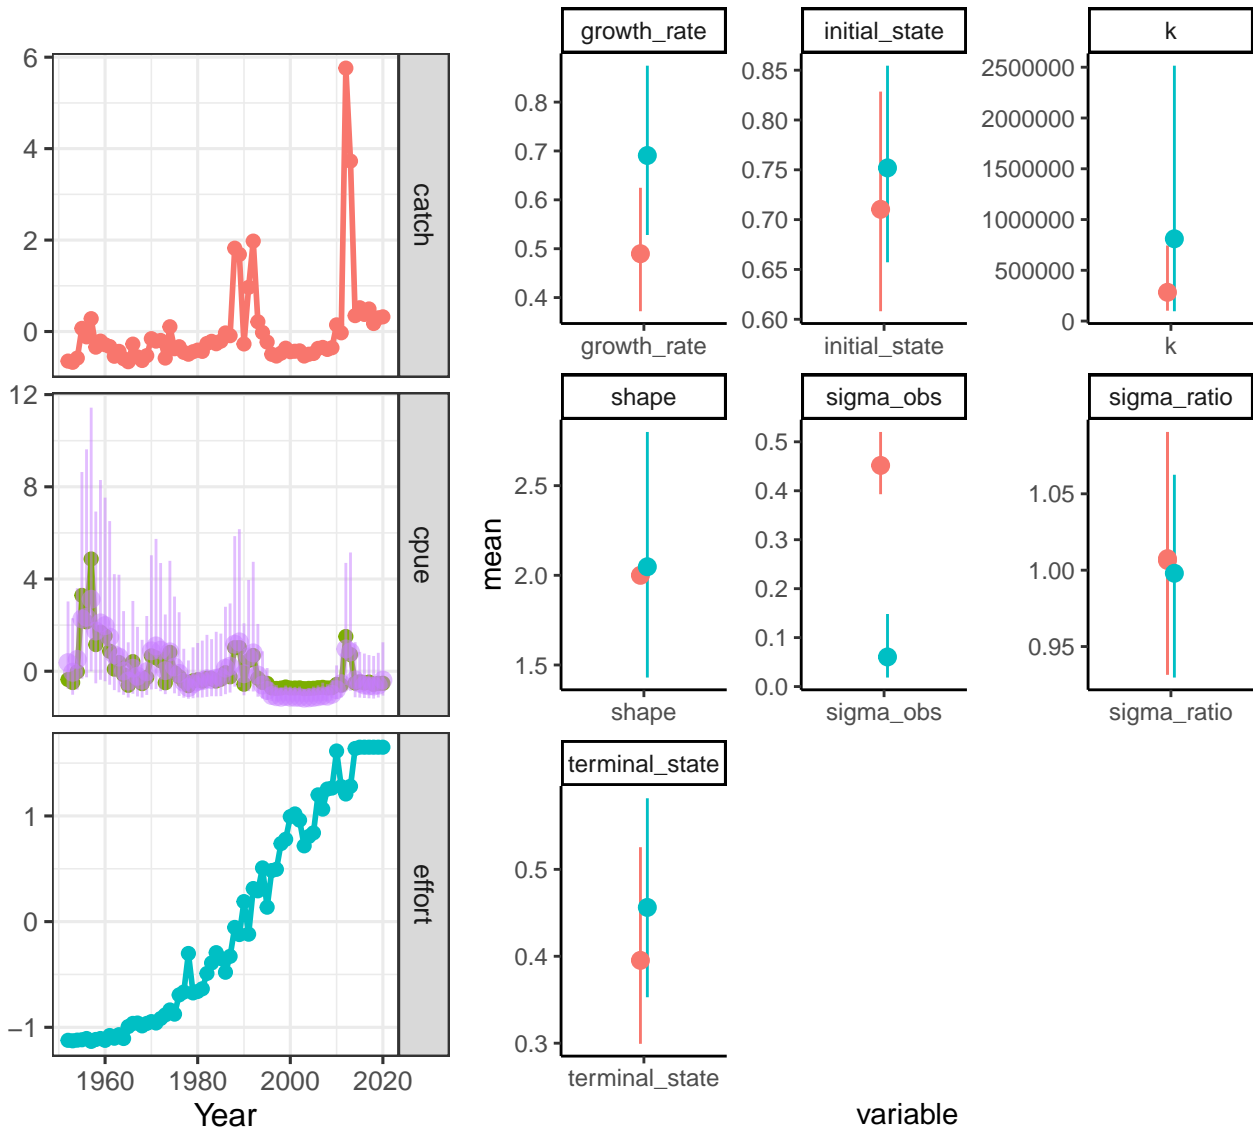 6
4
2
0
catch
12
8
4
0
cpue
1
0
−1
effort
1960 1980 2000 2020
Year
growth_rate initial_state k
0.8
0.7
0.6
0.5
0.4
growth_rate
0.85
0.80
0.75
0.70
0.65
0.60
initial_state
2500000
2000000
1500000
1000000
500000
0
k
shape sigma_obs sigma_ratio
mean
2.5
2.0
1.5
shape
0.5
0.4
0.3
0.2
0.1
0.0
sigma_obs
1.05
1.00
0.95
sigma_ratio
terminal_state
0.5
0.4
0.3
terminal_state
variable